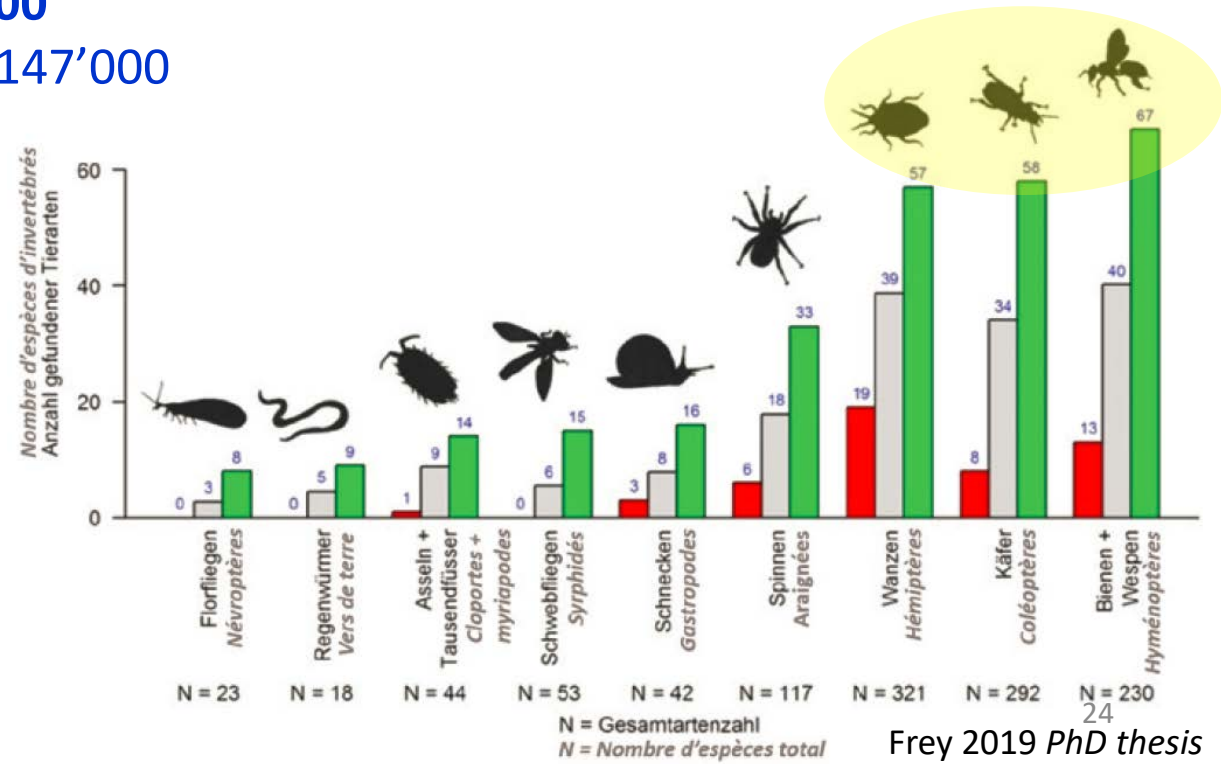 00
147’000
Nombre d'espèces d'invertébrés
Anzahl gefundener Tierarten
60
40
20
0
0 3 8
0 5 9
1 9 14
0 6 15
3 8 16
6 18 33
19 39 57
8 34 58
13 40 67
Florfliegen
Névroptères
Regenwürmer
Vers de terre
Asseln +
Tausendfüsser
Cloportes +
myriapodes
Schwebfliegen
Syrphidés
Schnecken
Gastropodes
Spinnen
Araignées
Wanzen
Hémiptères
Käfer
Coléoptères
Bienen +
Wespen
Hyménoptères
N = 23 N = 18 N = 44 N = 53 N = 42 N = 117 N = 321 N = 292 N = 230
24
N = Gesamtartenzahl
N = Nombre d'espèces total
Frey 2019 PhD thesis